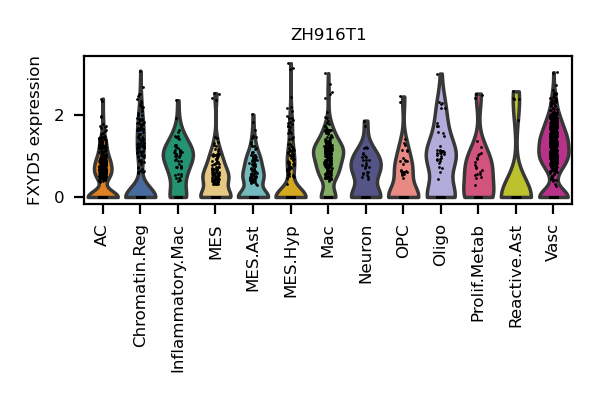 ZH916T1
FXYD5 expression
2
0
AC
Chromatin.Reg
Inflammatory.Mac
MES
MES.Ast
MES.Hyp
Mac
Neuron
OPC
Oligo
Prolif.Metab
Reactive.Ast
Vasc